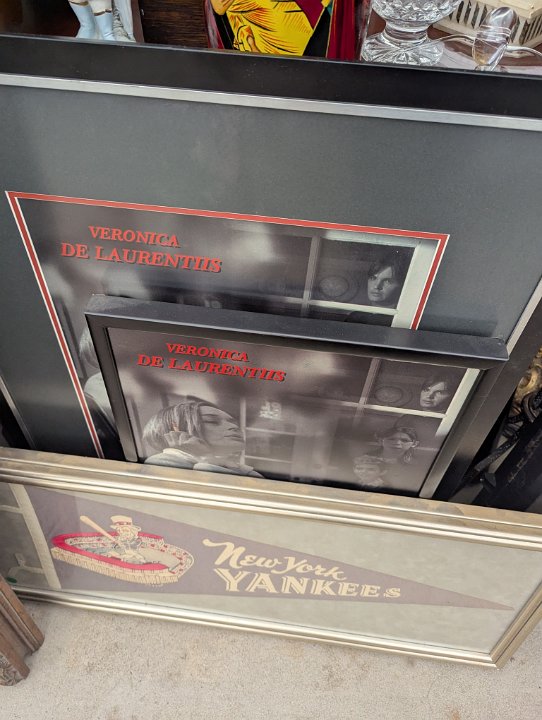 VERONICA
DE LAURENTIIS
VERONICA
DE LAURENTIIS
New York
YANKEES